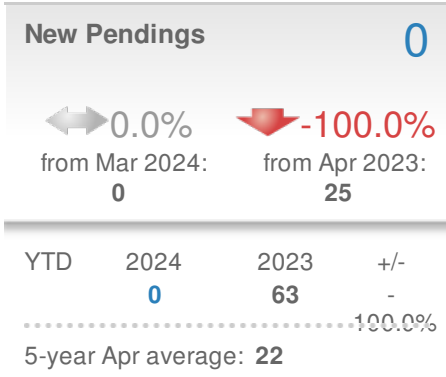 New Pendings 0
0.0% -100.0%
from Mar 2024: from Apr 2023:
0 25
YTD 2024 2023 +/-
0 63 -
100.0%
5-year Apr average: 22